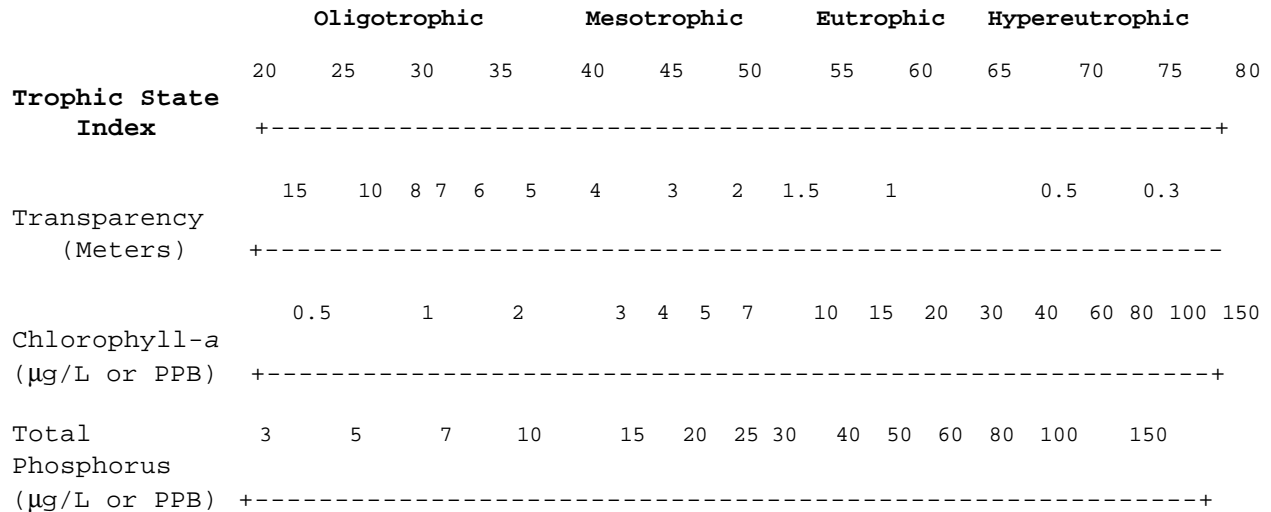 Oligotrophic Mesotrophic Eutrophic Hypereutrophic
20 25 30 35 40 45 50 55 60 65 70 75 80
Trophic State
Index +------------------------------------------------------------+
15 10 8 7 6 5 4 3 2 1.5 1 0.5 0.3
Transparency
(Meters) +-------------------------------------------------------------
0.5 1 2 3 4 5 7 10 15 20 30 40 60 80 100 150
Chlorophyll-a
(µg/L or PPB) +------------------------------------------------------------+
Total 3 5 7 10 15 20 25 30 40 50 60 80 100 150
Phosphorus
(µg/L or PPB) +------------------------------------------------------------+